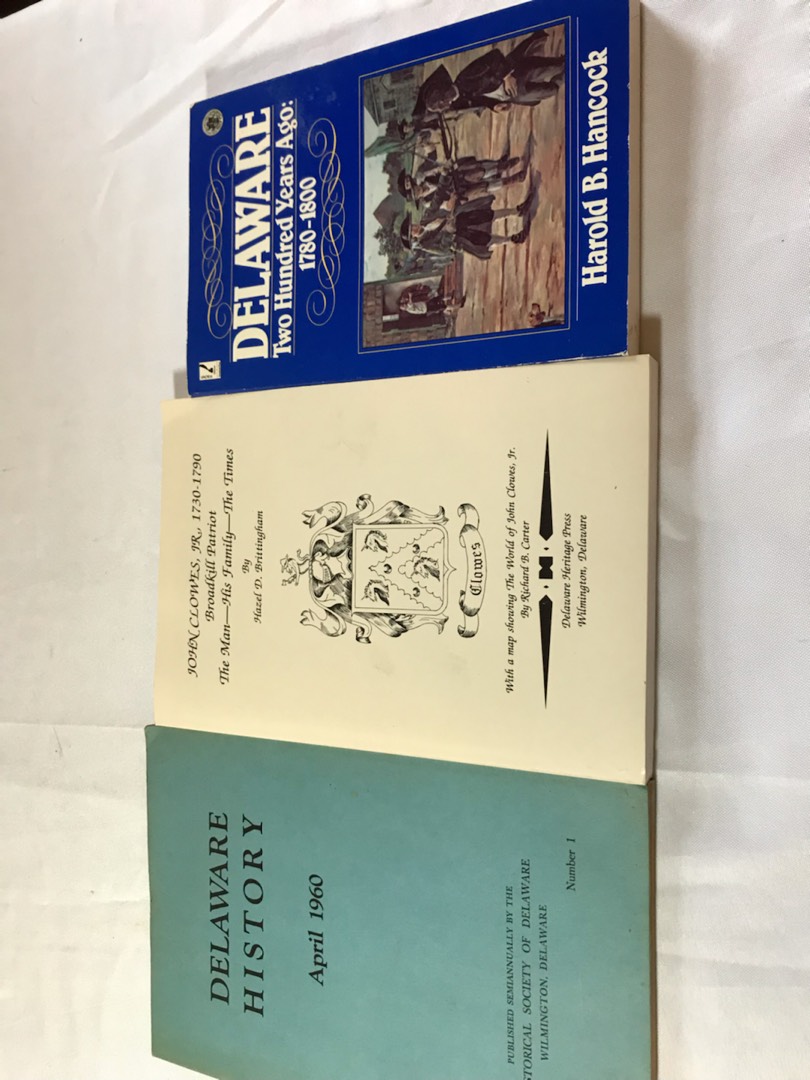 DELAWARE
HISTORY
April 1960
PUBLISHED SEMIANNUALLY BY THE
TORICAL SOCIETY OF DELAWARE
WILMINGTON, DELAWARE
Number 1
JOHN CLOWES, JR., 1730-1790
Broadkill Patriot
The Man—His Family—The Times
By
Hazel D. Brittingham
Clowes
With a map showing The World of John Clowes, Jr.
By Richard B. Carter
Delaware Heritage Press
Wilmington, Delaware
DELAWARE
Two Hundred Years Ago:
1780-1800
Harold B. Hancock